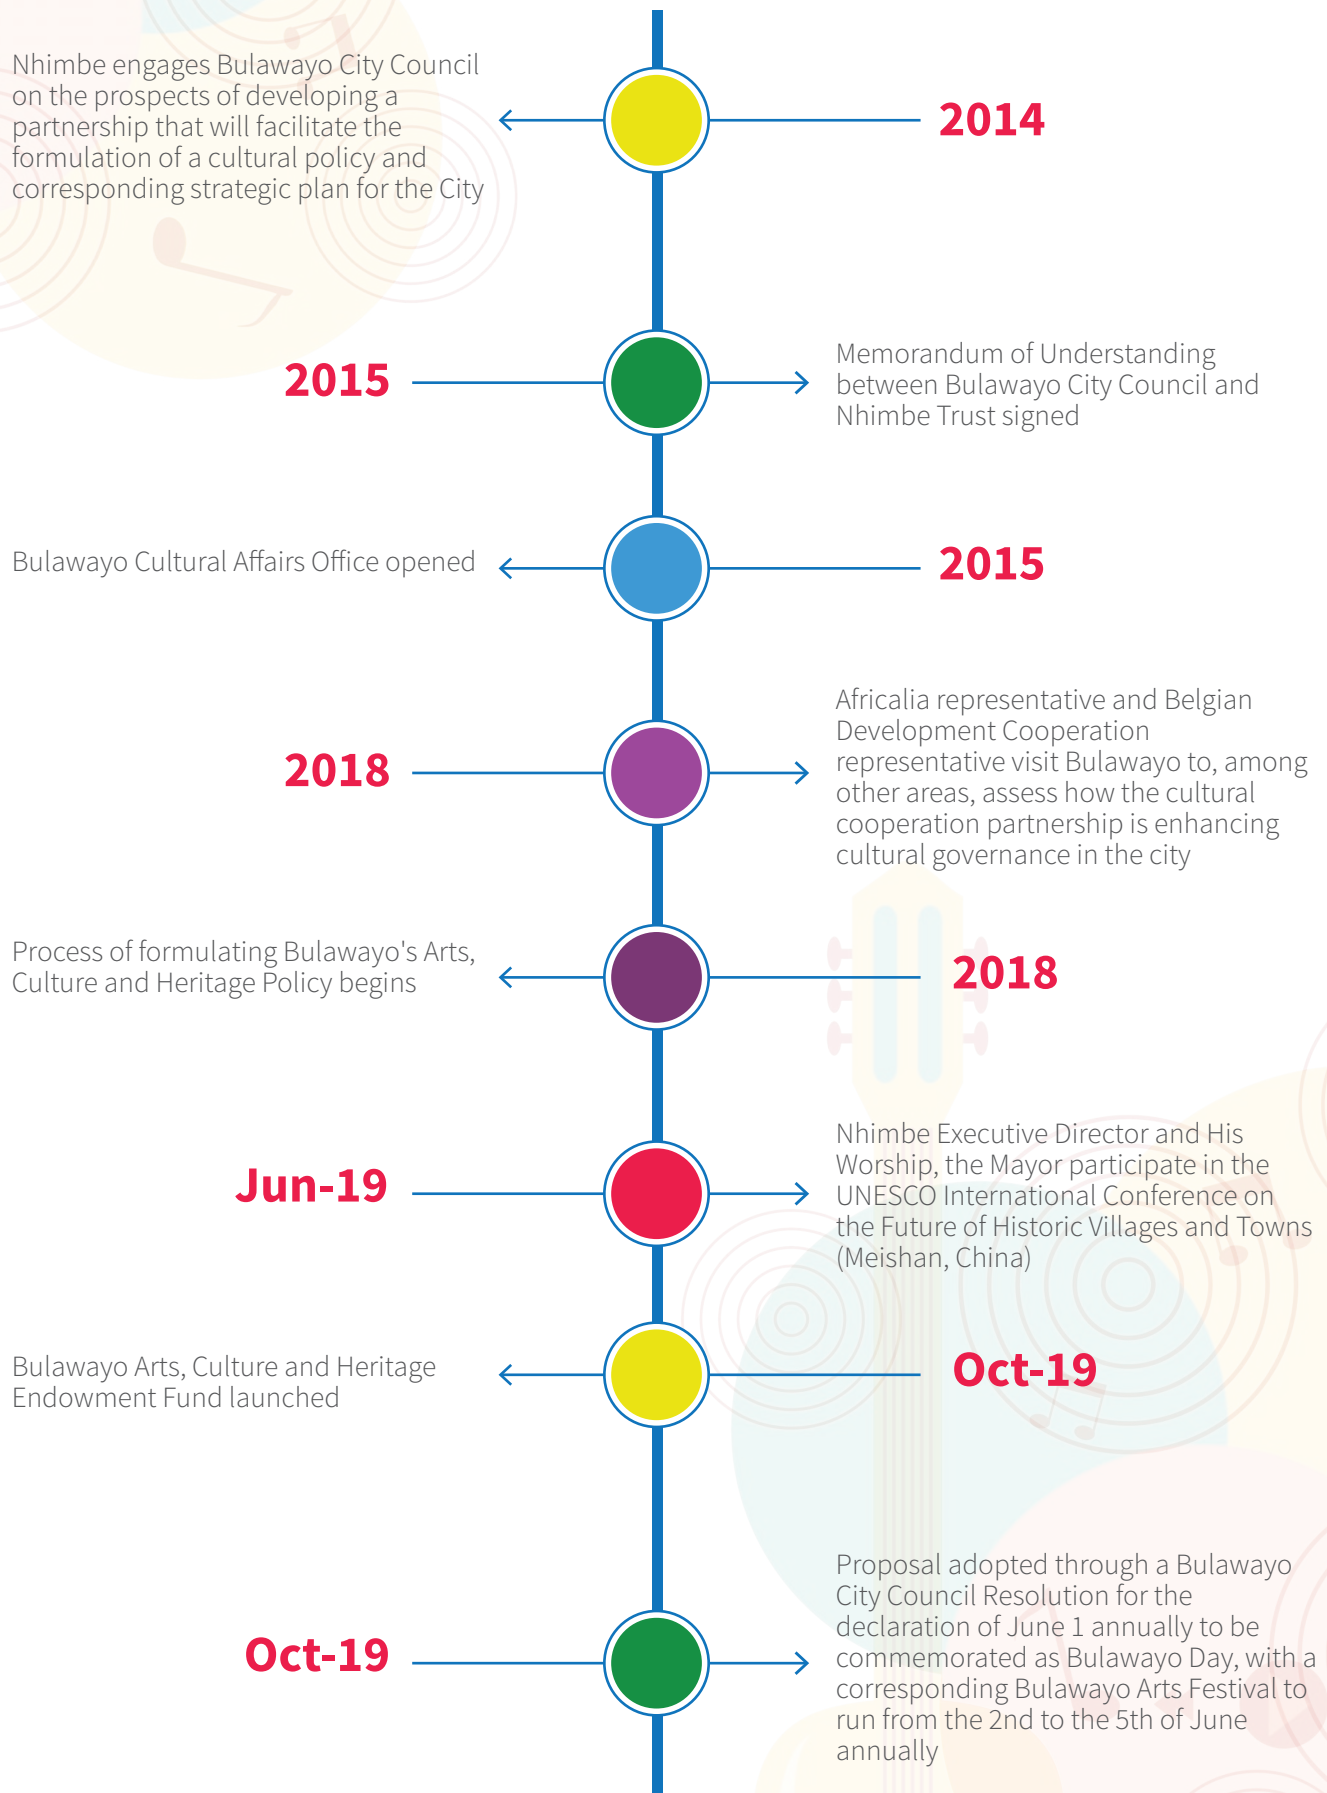 Nhimbe engages Bulawayo City Council
on the prospects of developing a
partnership that will facilitate the
formulation of a cultural policy and
corresponding strategic plan for the City
2014
2015
Memorandum of Understanding
between Bulawayo City Council and
Nhimbe Trust signed
Bulawayo Cultural Affairs Office opened
2015
2018
Africalia representative and Belgian
Development Cooperation
representative visit Bulawayo to, among
other areas, assess how the cultural
cooperation partnership is enhancing
cultural governance in the city
Process of formulating Bulawayo's Arts,
Culture and Heritage Policy begins
2018
Jun-19
Nhimbe Executive Director and His
Worship, the Mayor participate in the
UNESCO International Conference on
the Future of Historic Villages and Towns
(Meishan, China)
Bulawayo Arts, Culture and Heritage
Endowment Fund launched
Oct-19
Oct-19
Proposal adopted through a Bulawayo
City Council Resolution for the
declaration of June 1 annually to be
commemorated as Bulawayo Day, with a
corresponding Bulawayo Arts Festival to
run from the 2nd to the 5th of June
annually